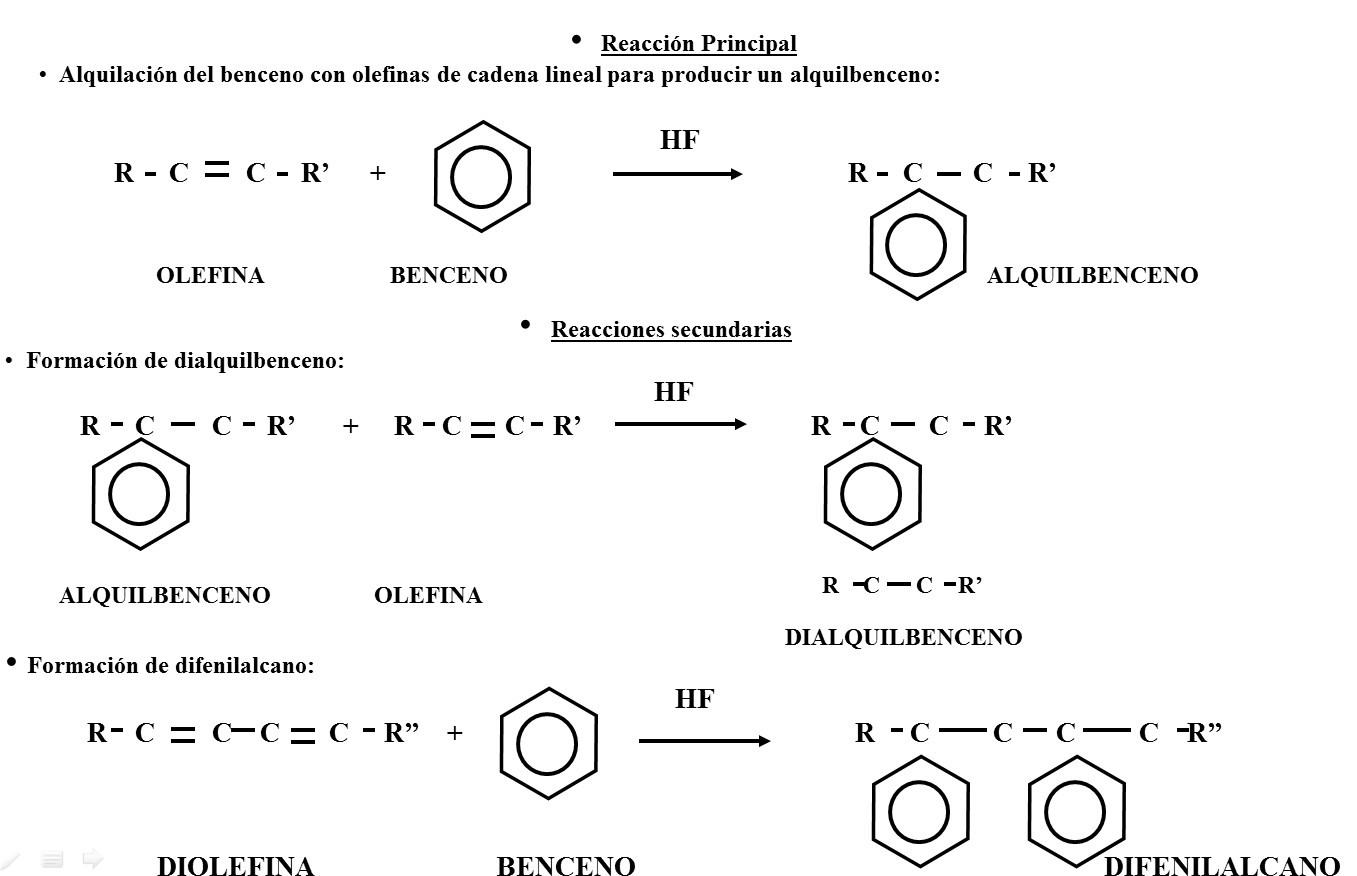 • Reacción Principal
• Alquilación del benceno con olefinas de cadena lineal para producir un alquilbenceno:
HF
R - C = C - R’ + R - C — C - R’
OLEFINA BENCENO ALQUILBENCENO
• Reacciones secundarias
• Formación de dialquilbenceno:
HF
R - C — C - R’ + R - C = C - R’ R - C — C - R’
R - C — C - R’
ALQUILBENCENO OLEFINA
DIALQUILBENCENO
• Formación de difenilalcano:
HF
R - C = C — C = C - R” + R - C — C — C — C - R”
DIOLEFINA BENCENO DIFENILALCANO